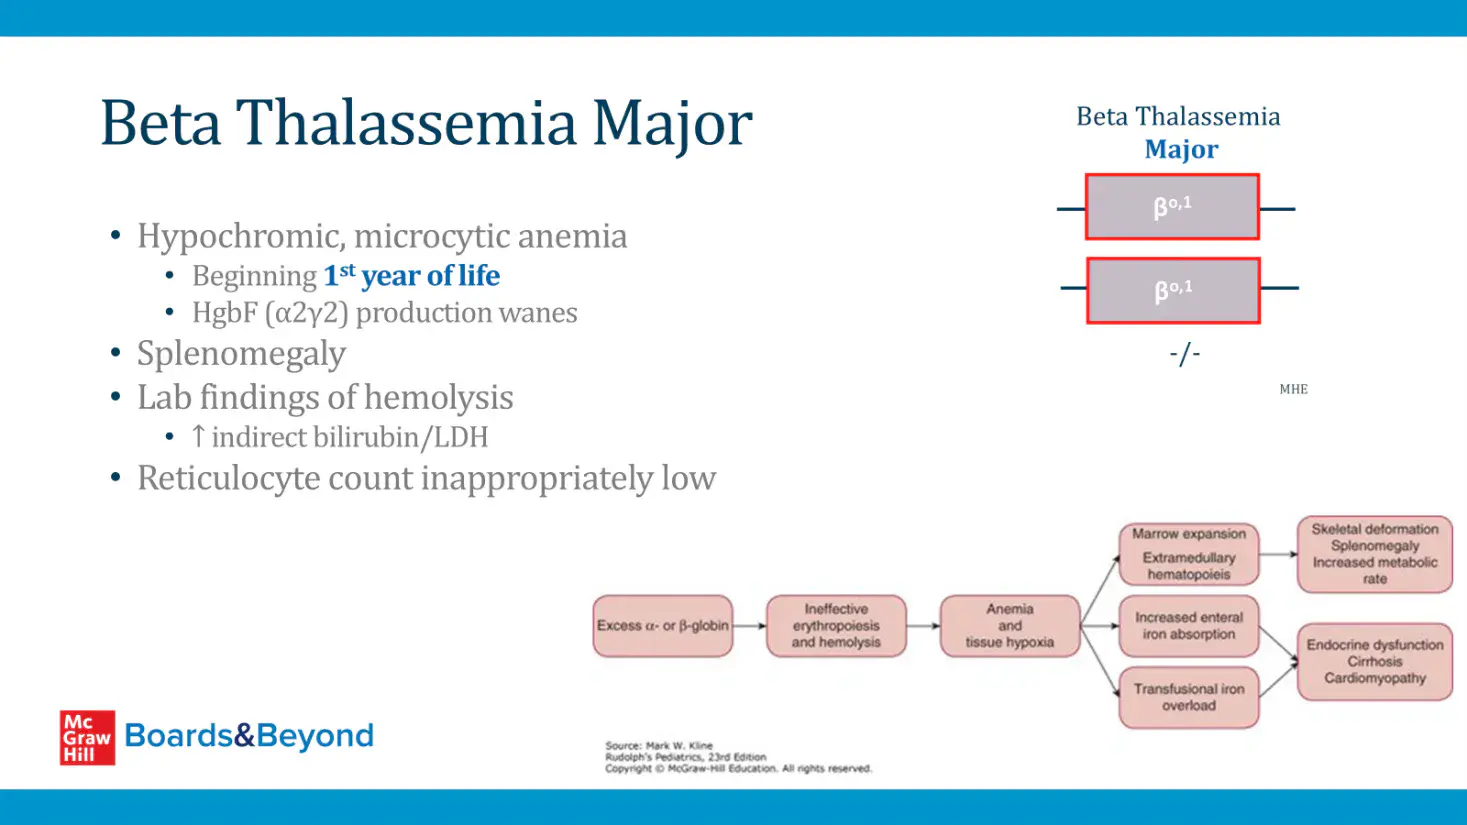 Beta Thalassemia Major
• Hypochromic, microcytic anemia
• Beginning 1st year of life
• HgbF (α2γ2) production wanes
• Splenomegaly
• Lab findings of hemolysis
• ↑ indirect bilirubin/LDH
• Reticulocyte count inappropriately low
Beta Thalassemia
Major
βo,1
βo,1
-/-
MHE
Excess α- or β-globin
Ineffective
erythropoiesis
and hemolysis
Anemia
and
tissue hypoxia
Marrow expansion
Extramedullary
hematopoieis
Increased enteral
iron absorption
Transfusional iron
overload
Skeletal deformation
Splenomegaly
Increased metabolic
rate
Endocrine dysfunction
Cirrhosis
Cardiomyopathy
Mc
Graw
Hill
Boards&Beyond
Source: Mark W. Kline
Rudolph's Pediatrics, 23rd Edition
Copyright © McGraw-Hill Education. All rights reserved.